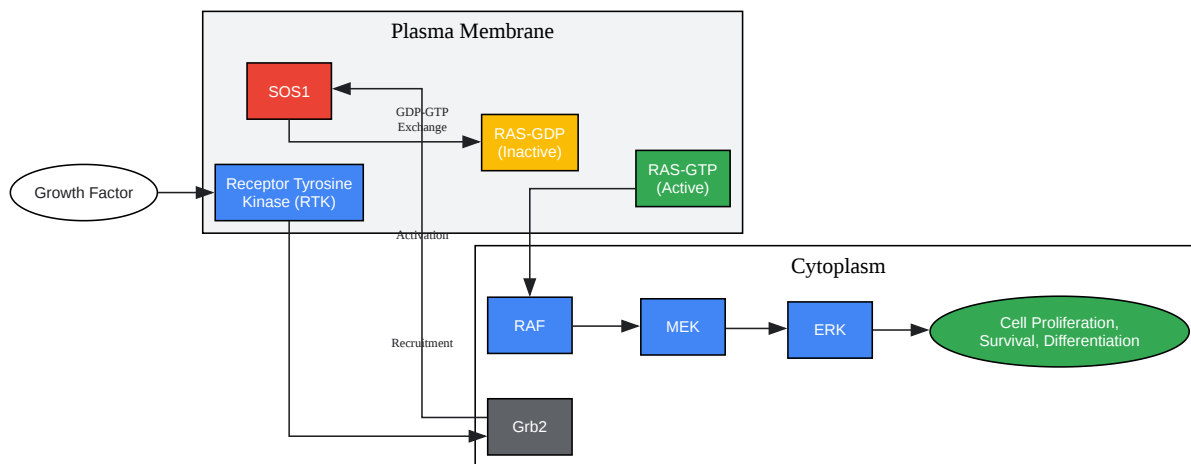 Plasma Membrane
SOS1
GDP-GTP
Exchange
RAS-GDP
(Inactive)
RAS-GTP
(Active)
Growth Factor
Receptor Tyrosine
Kinase (RTK)
Activation
Cytoplasm
RAF
MEK
ERK
Cell Proliferation,
Survival, Differentiation
Recruitment
Grb2